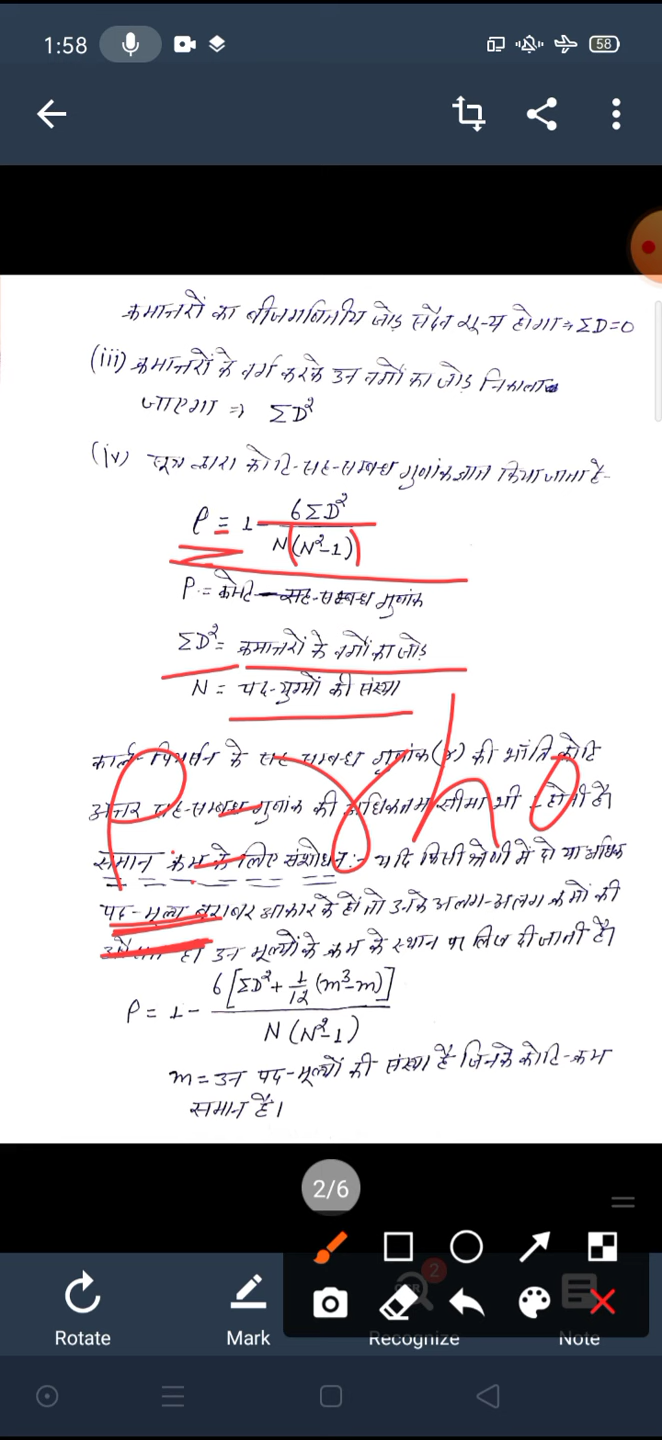 1:58
58
क्रमान्तरों का बीजगणितीय जोड़ सदैव शून्य होगा ⇒ ΣD=0
(iii) क्रमान्तरों के वर्ग करके उन वर्गों का जोड़ निकाला
जाएगा ⇒ ΣD²
(iv) सूत्र द्वारा कोटि-सह-सम्बन्ध गुणांक ज्ञात किया जाता है-
ρ = 1 - 6ΣD² / N(N²-1)
P = कोटि-सह-सम्बन्ध गुणांक
ΣD² = क्रमान्तरों के वर्गों का जोड़
N = पद-युग्मों की संख्या
कार्ल पियर्सन के सह सम्बन्ध गुणांक (r) की भाँति कोटि
अन्तर सह-सम्बन्ध गुणांक की अधिकतम सीमा भी होती है।
ρ - rho
समान क्रम के लिए संशोधन :- यदि किसी श्रेणी में दो या अधिक
पद-मूल्य बराबर आकार के हों तो उनके अलग-अलग क्रमों की
उन मूल्यों के क्रम के स्थान पर लिख दी जाती है।
ρ = 1 - 6[ΣD² + 1/12 (m³-m)] / N(N²-1)
m = उन पद-मूल्यों की संख्या है जिनके कोटि-क्रम
समान है।
2/6
2
Rotate Mark Recognize Note